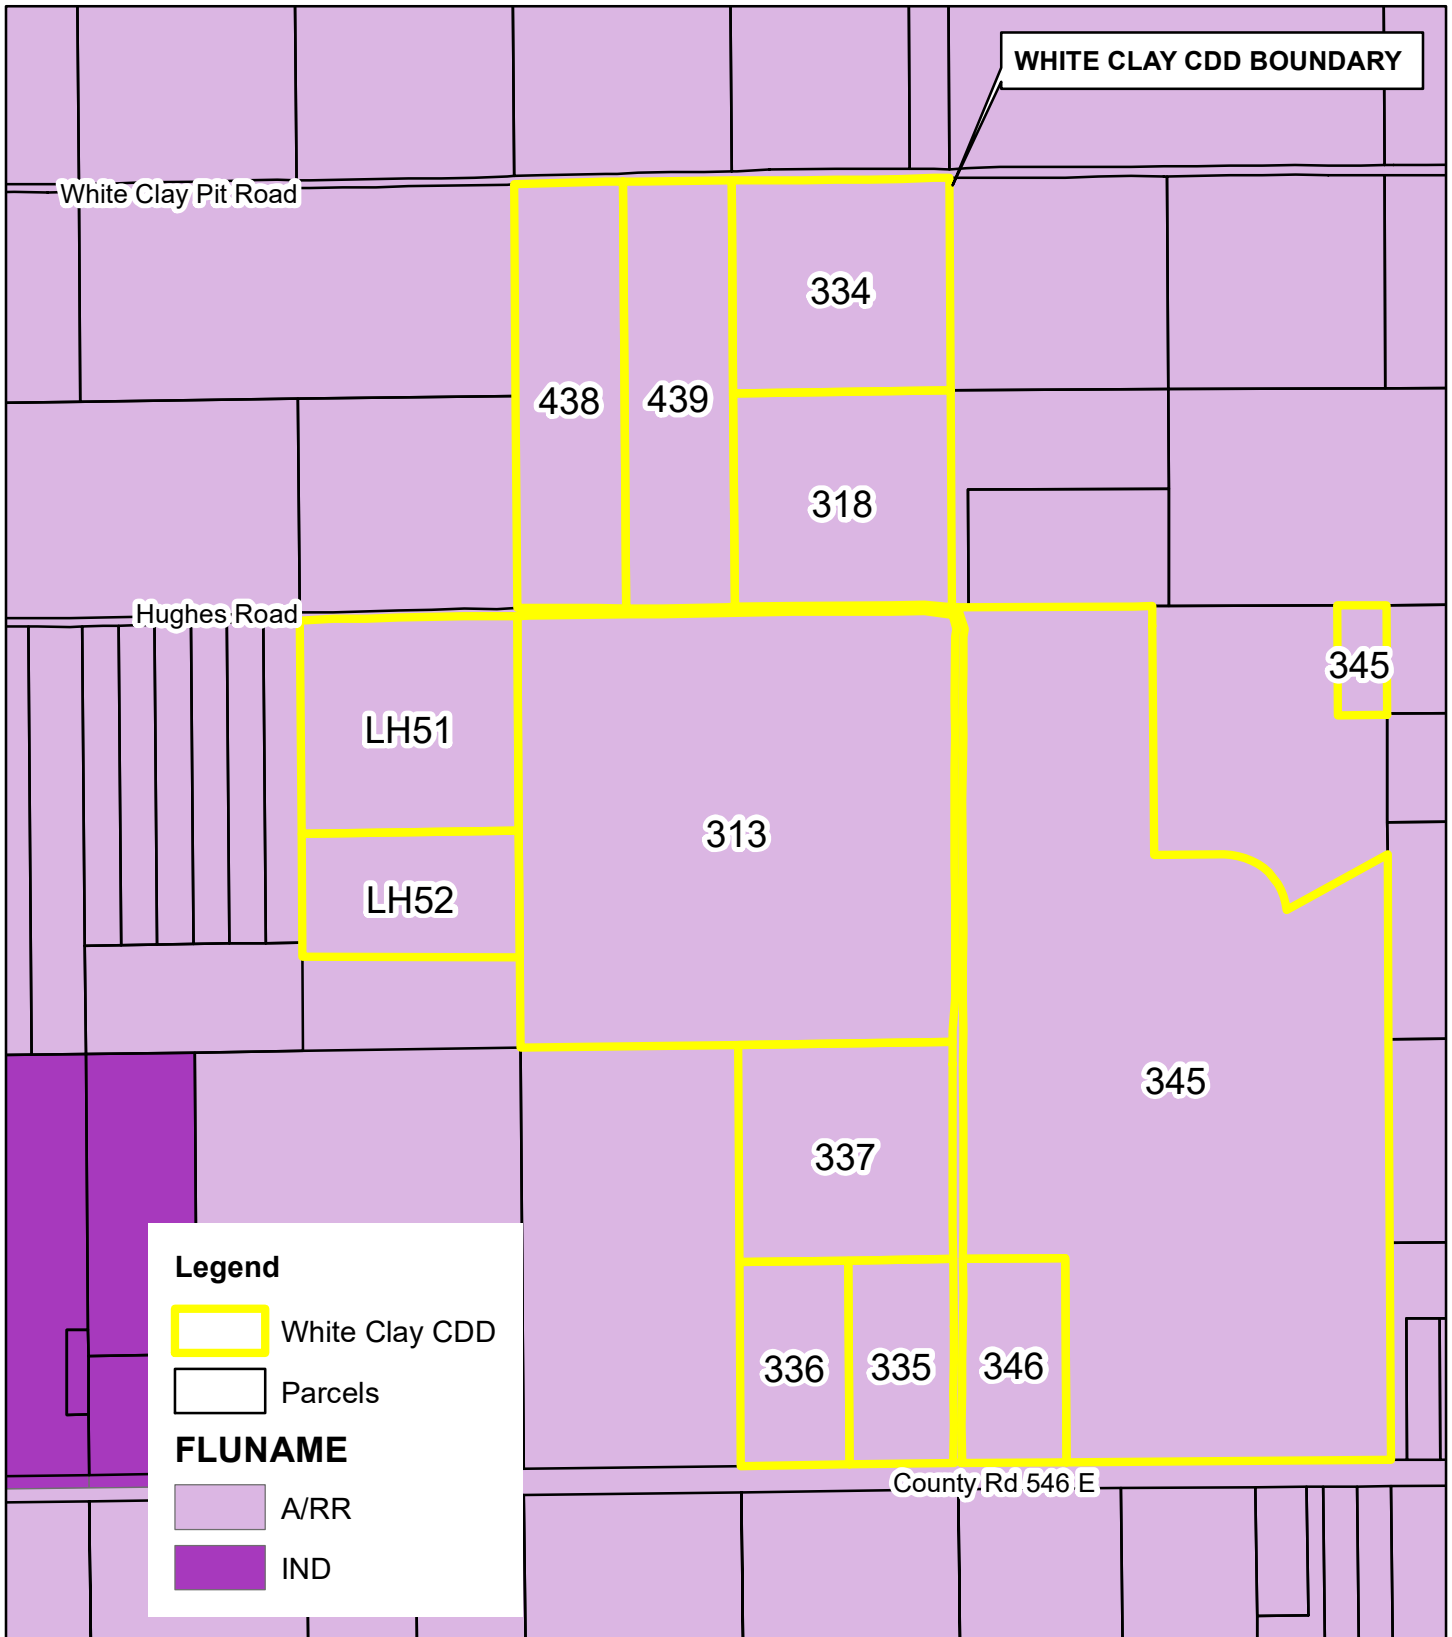 WHITE CLAY CDD BOUNDARY
White Clay Pit Road
334
438
439
318
Hughes Road
345
LH51
313
LH52
345
337
336
335
346
County Rd 546 E
Legend
White Clay CDD
Parcels
FLUNAME
A/RR
IND